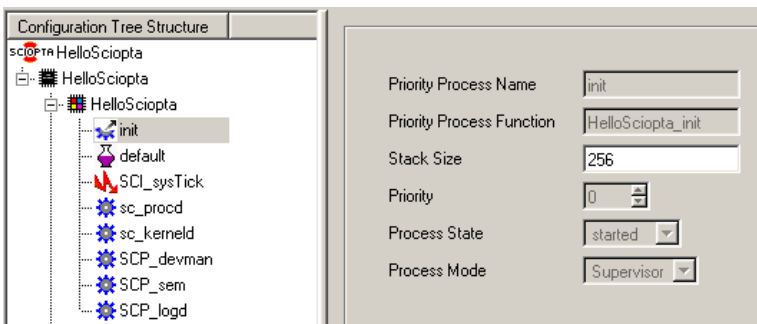 Configuration Tree Structure
SCIOPTA HelloSciopta
HelloSciopta
HelloSciopta
init
default
SCI_sysTick
sc_procd
sc_kerneld
SCP_devman
SCP_sem
SCP_logd
Priority Process Name init
Priority Process Function HelloSciopta_init
Stack Size 256
Priority 0
Process State started
Process Mode Supervisor